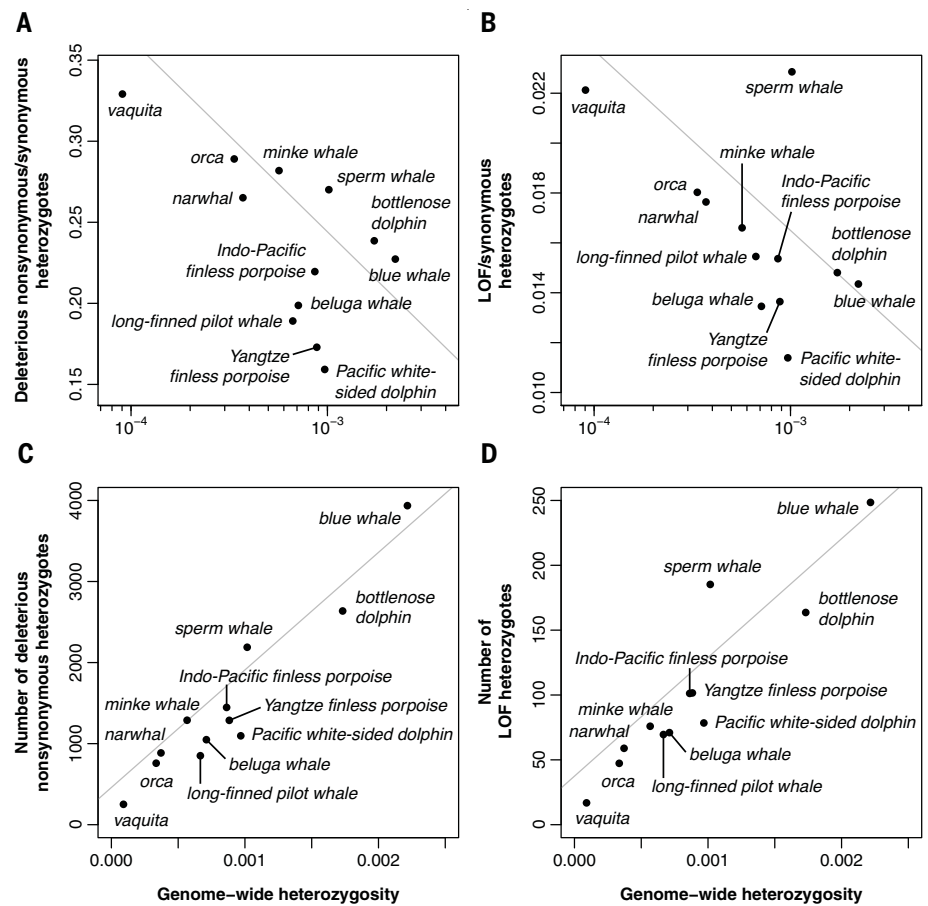 A
Deleterious nonsynonymous/synonymous
heterozygotes
0.35
0.30
0.25
0.20
0.15
vaquita
orca
minke whale
narwhal
sperm whale
bottlenose
dolphin
Indo-Pacific
finless porpoise
blue whale
beluga whale
long-finned pilot whale
Yangtze
finless porpoise
Pacific white-
sided dolphin
10−4
10−3
B
LOF/synonymous
heterozygotes
0.022
0.018
0.014
0.010
sperm whale
vaquita
minke whale
orca
narwhal
Indo-Pacific
finless porpoise
bottlenose
dolphin
long-finned pilot whale
beluga whale
blue whale
Yangtze
finless porpoise
Pacific white-
sided dolphin
10−4
10−3
C
Number of deleterious
nonsynonymous heterozygotes
4000
3000
2000
1000
0
blue whale
bottlenose
dolphin
sperm whale
Indo-Pacific finless porpoise
minke whale
Yangtze finless porpoise
narwhal
Pacific white-sided dolphin
beluga whale
orca
long-finned pilot whale
vaquita
0.000
0.001
0.002
Genome−wide heterozygosity
D
Number of
LOF heterozygotes
250
200
150
100
50
0
blue whale
sperm whale
bottlenose
dolphin
Indo-Pacific finless porpoise
Yangtze finless porpoise
minke whale
Pacific white-sided dolphin
narwhal
beluga whale
orca
long-finned pilot whale
vaquita
0.000
0.001
0.002
Genome−wide heterozygosity